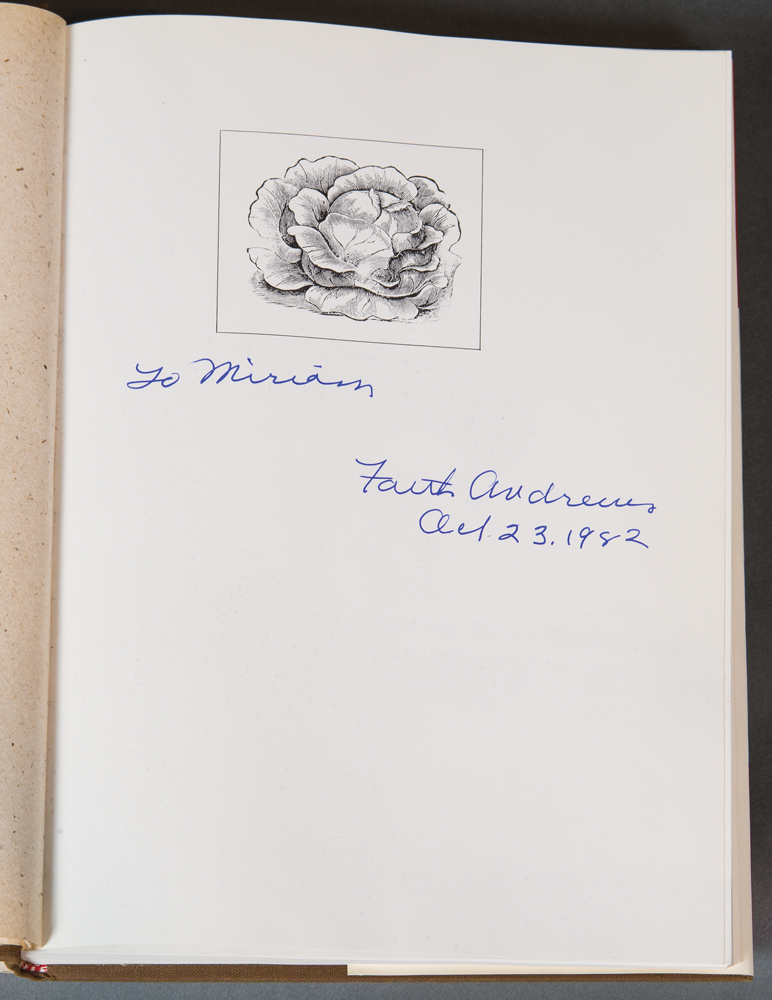 To Miriam
Faith Andrews
Oct. 23. 1982